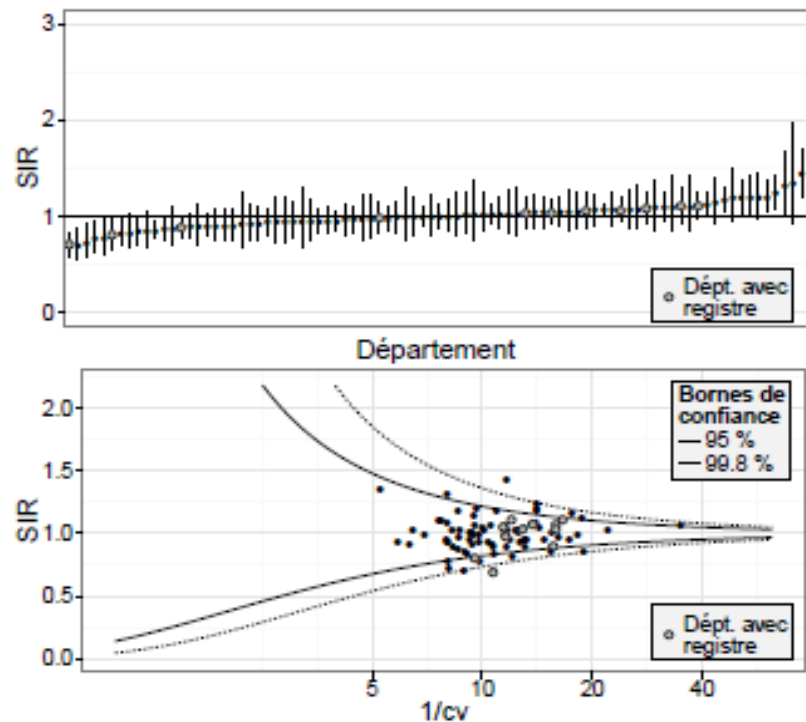 3
2
1
0
SIR
Dépt. avec
registre
Département
2.0
1.5
1.0
0.5
0.0
SIR
Bornes de
confiance
95 %
99.8 %
Dépt. avec
registre
5
10
20
40
1/cv